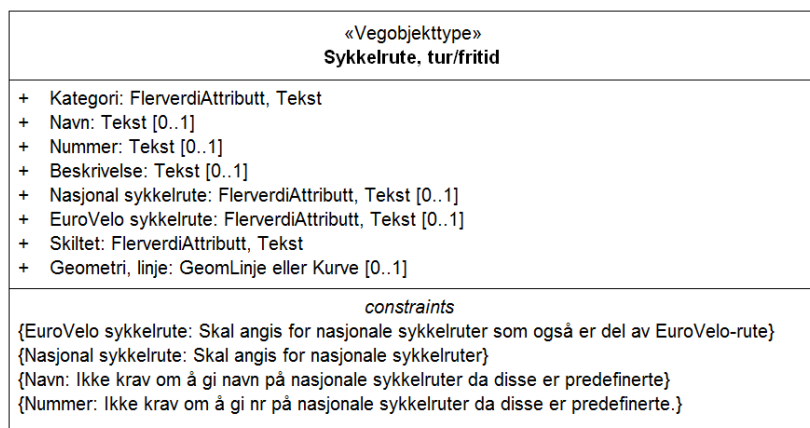 «Vegobjekttype»
Sykkelrute, tur/fritid
+ Kategori: FlerverdiAttributt, Tekst
+ Navn: Tekst [0..1]
+ Nummer: Tekst [0..1]
+ Beskrivelse: Tekst [0..1]
+ Nasjonal sykkelrute: FlerverdiAttributt, Tekst [0..1]
+ EuroVelo sykkelrute: FlerverdiAttributt, Tekst [0..1]
+ Skiltet: FlerverdiAttributt, Tekst
+ Geometri, linje: GeomLinje eller Kurve [0..1]
constraints
{EuroVelo sykkelrute: Skal angis for nasjonale sykkelruter som også er del av EuroVelo-rute}
{Nasjonal sykkelrute: Skal angis for nasjonale sykkelruter}
{Navn: Ikke krav om å gi navn på nasjonale sykkelruter da disse er predefinerte}
{Nummer: Ikke krav om å gi nr på nasjonale sykkelruter da disse er predefinerte.}